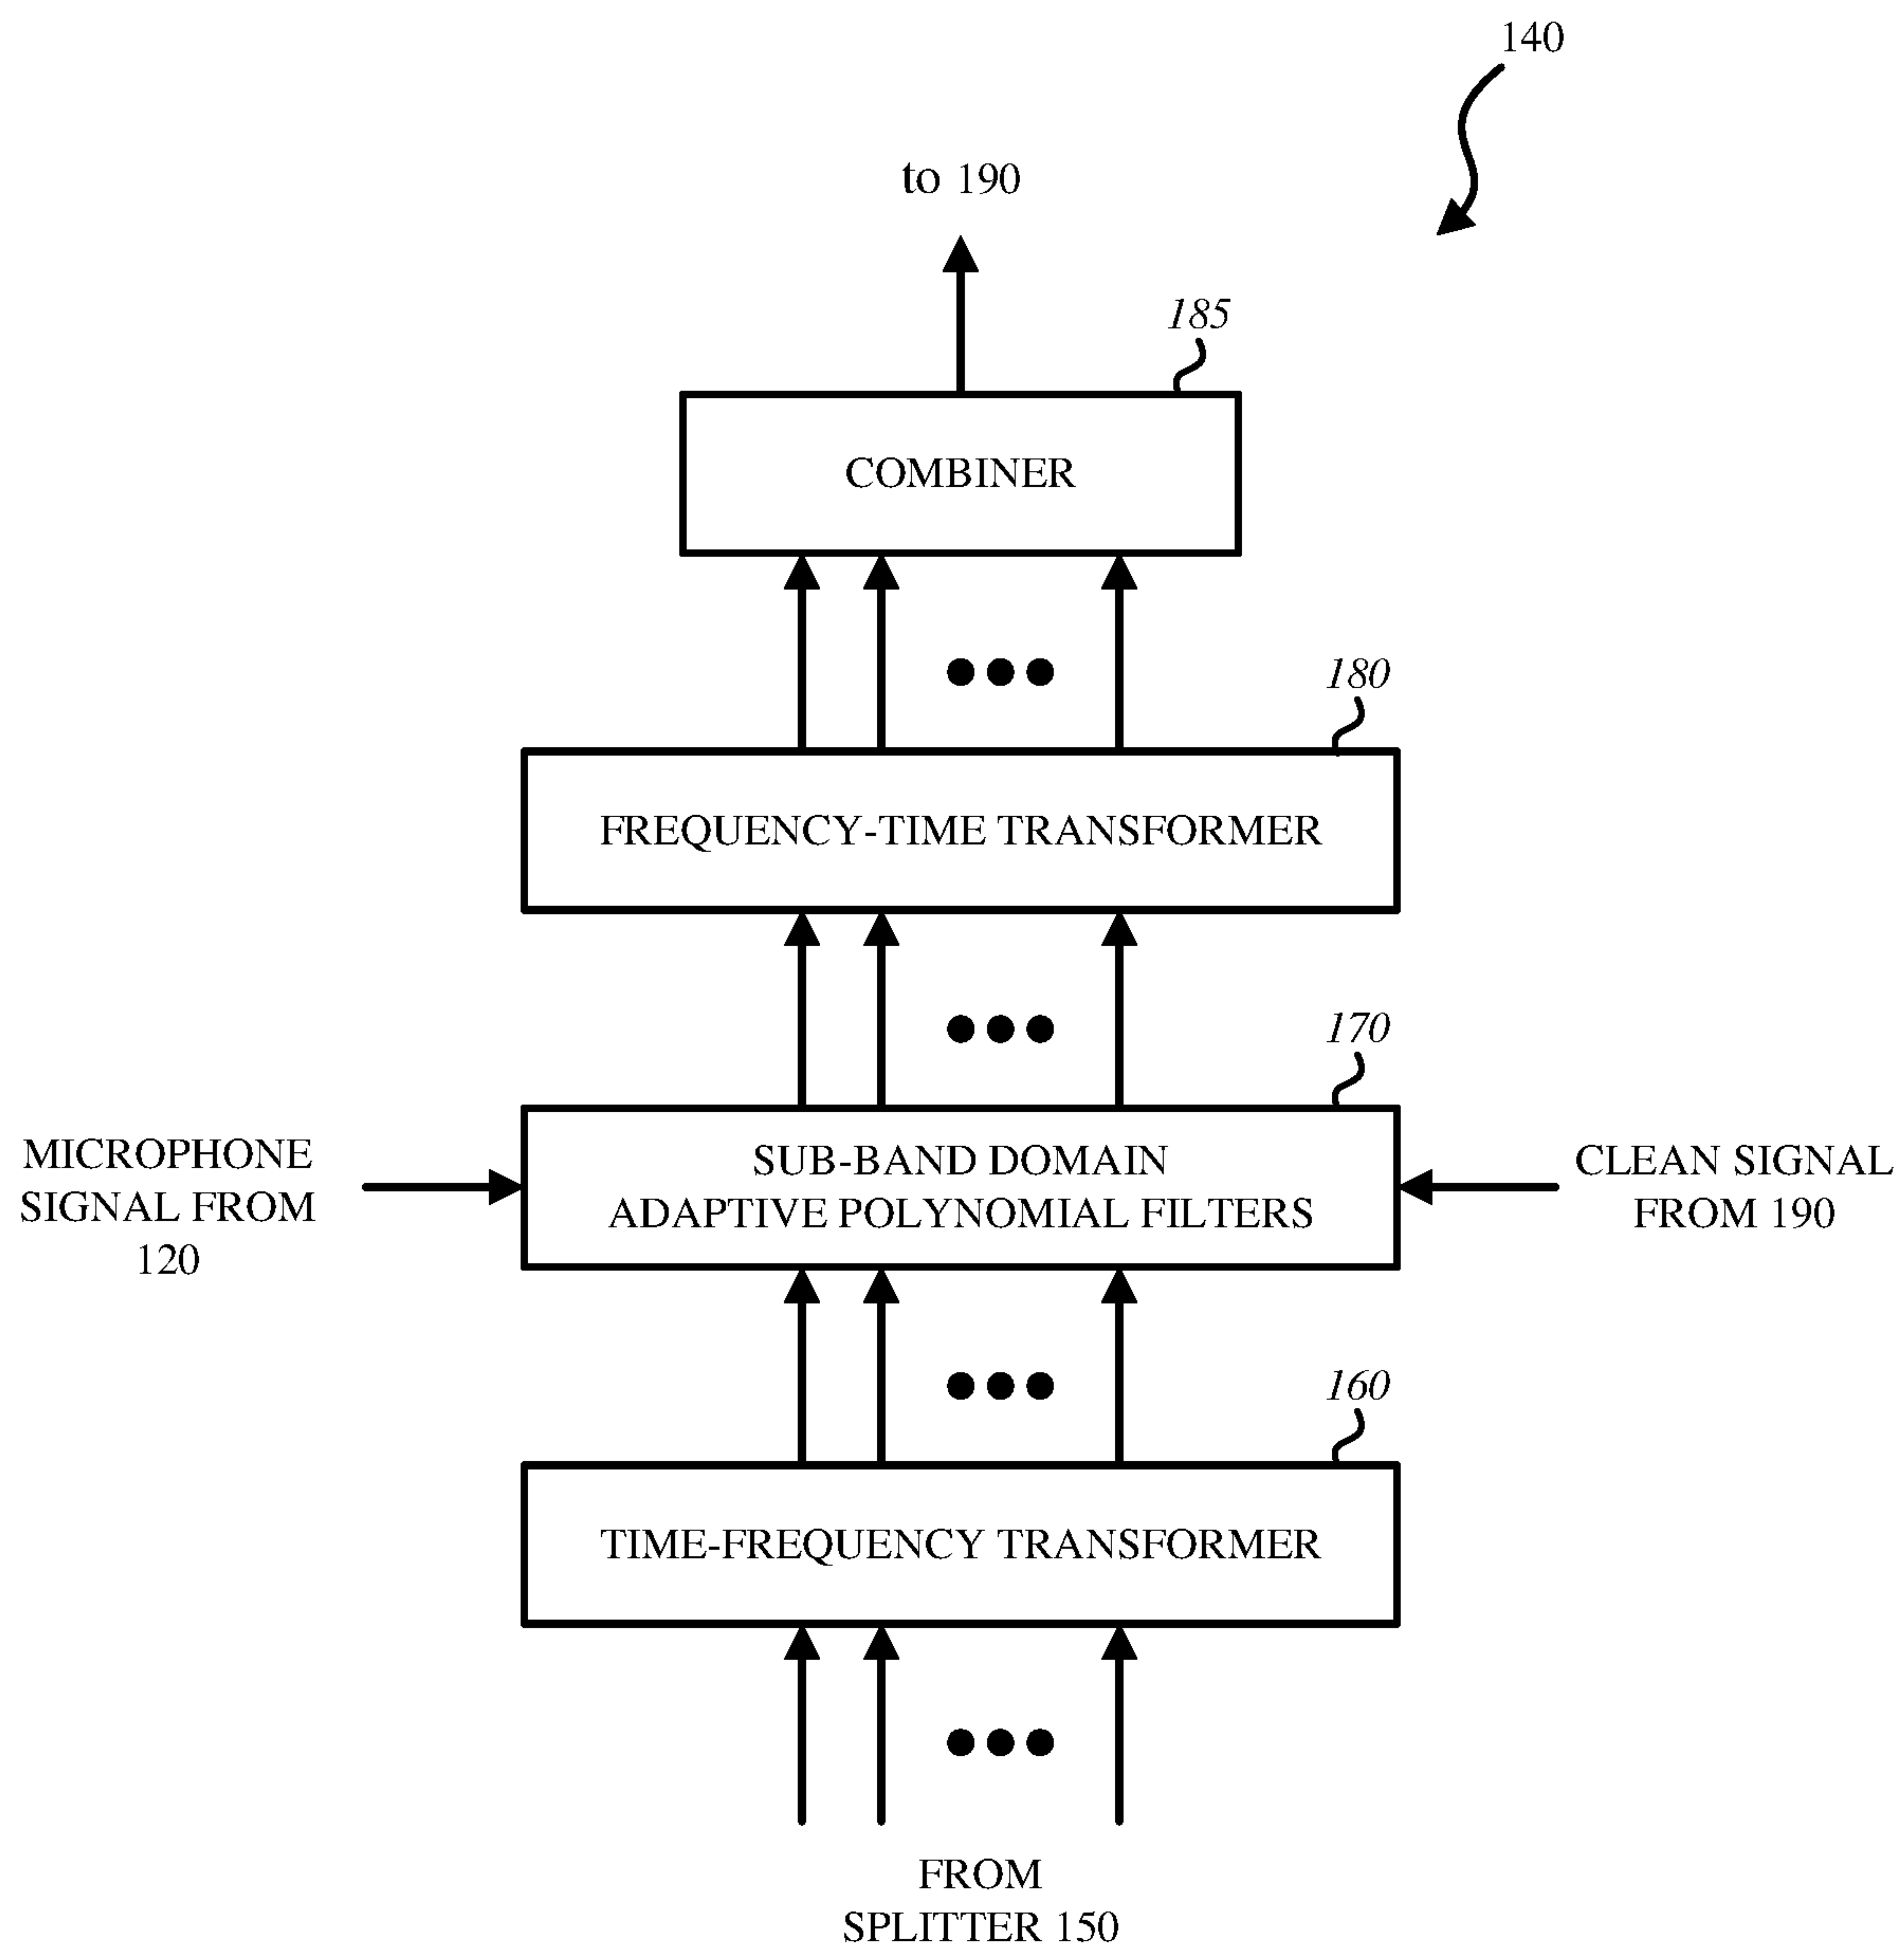 140
to 190
185
COMBINER
180
FREQUENCY-TIME TRANSFORMER
170
MICROPHONE
SIGNAL FROM
120
SUB-BAND DOMAIN
ADAPTIVE POLYNOMIAL FILTERS
CLEAN SIGNAL
FROM 190
160
TIME-FREQUENCY TRANSFORMER
FROM
SPLITTER 150